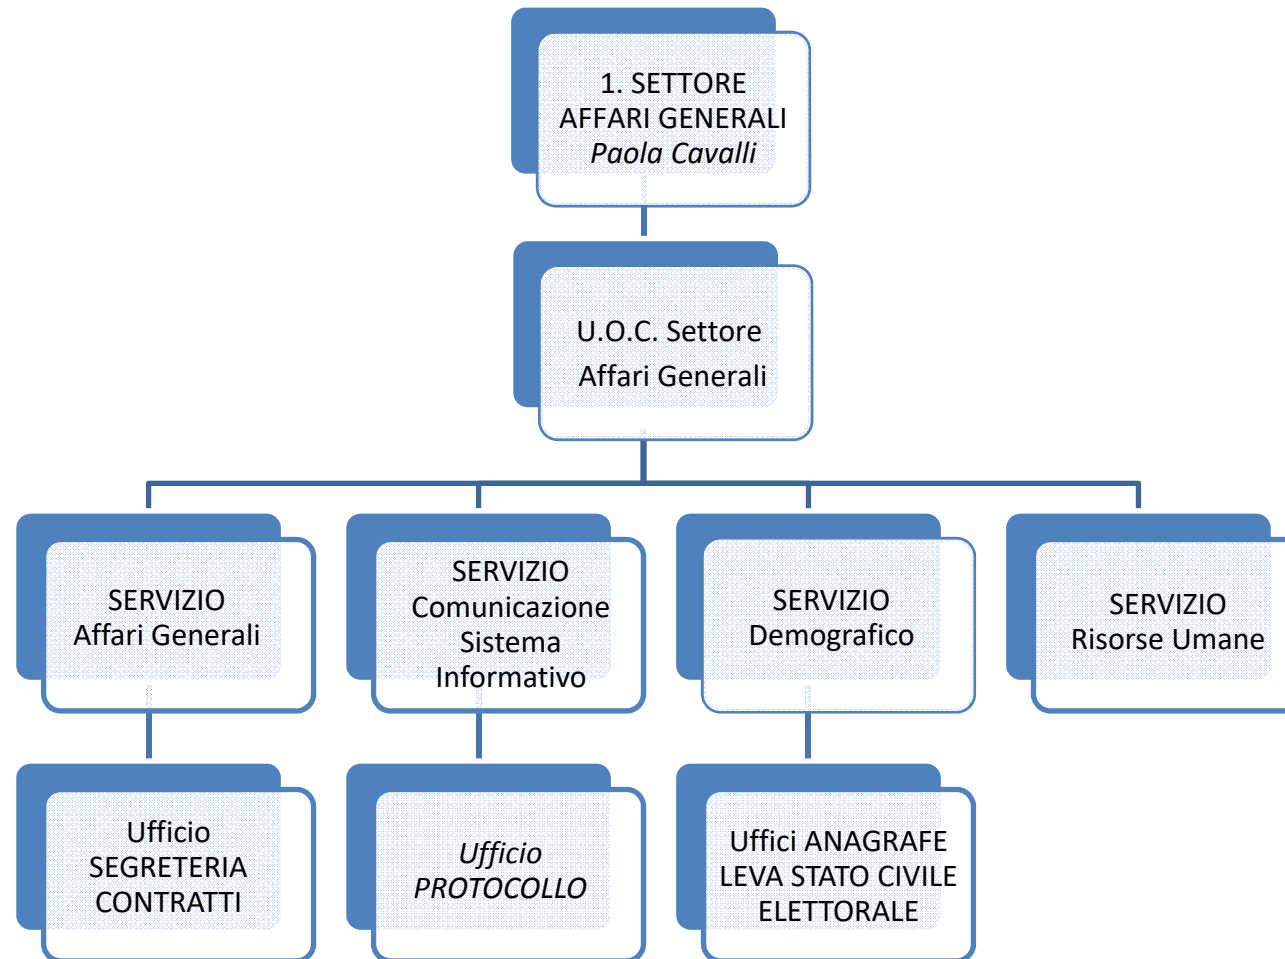 1. SETTORE
AFFARI GENERALI
Paola Cavalli
U.O.C. Settore
Affari Generali
SERVIZIO
Affari Generali
SERVIZIO
Comunicazione
Sistema
Informativo
SERVIZIO
Demografico
SERVIZIO
Risorse Umane
Ufficio
SEGRETERIA
CONTRATTI
Ufficio
PROTOCOLLO
Uffici ANAGRAFE
LEVA STATO CIVILE
ELETTORALE